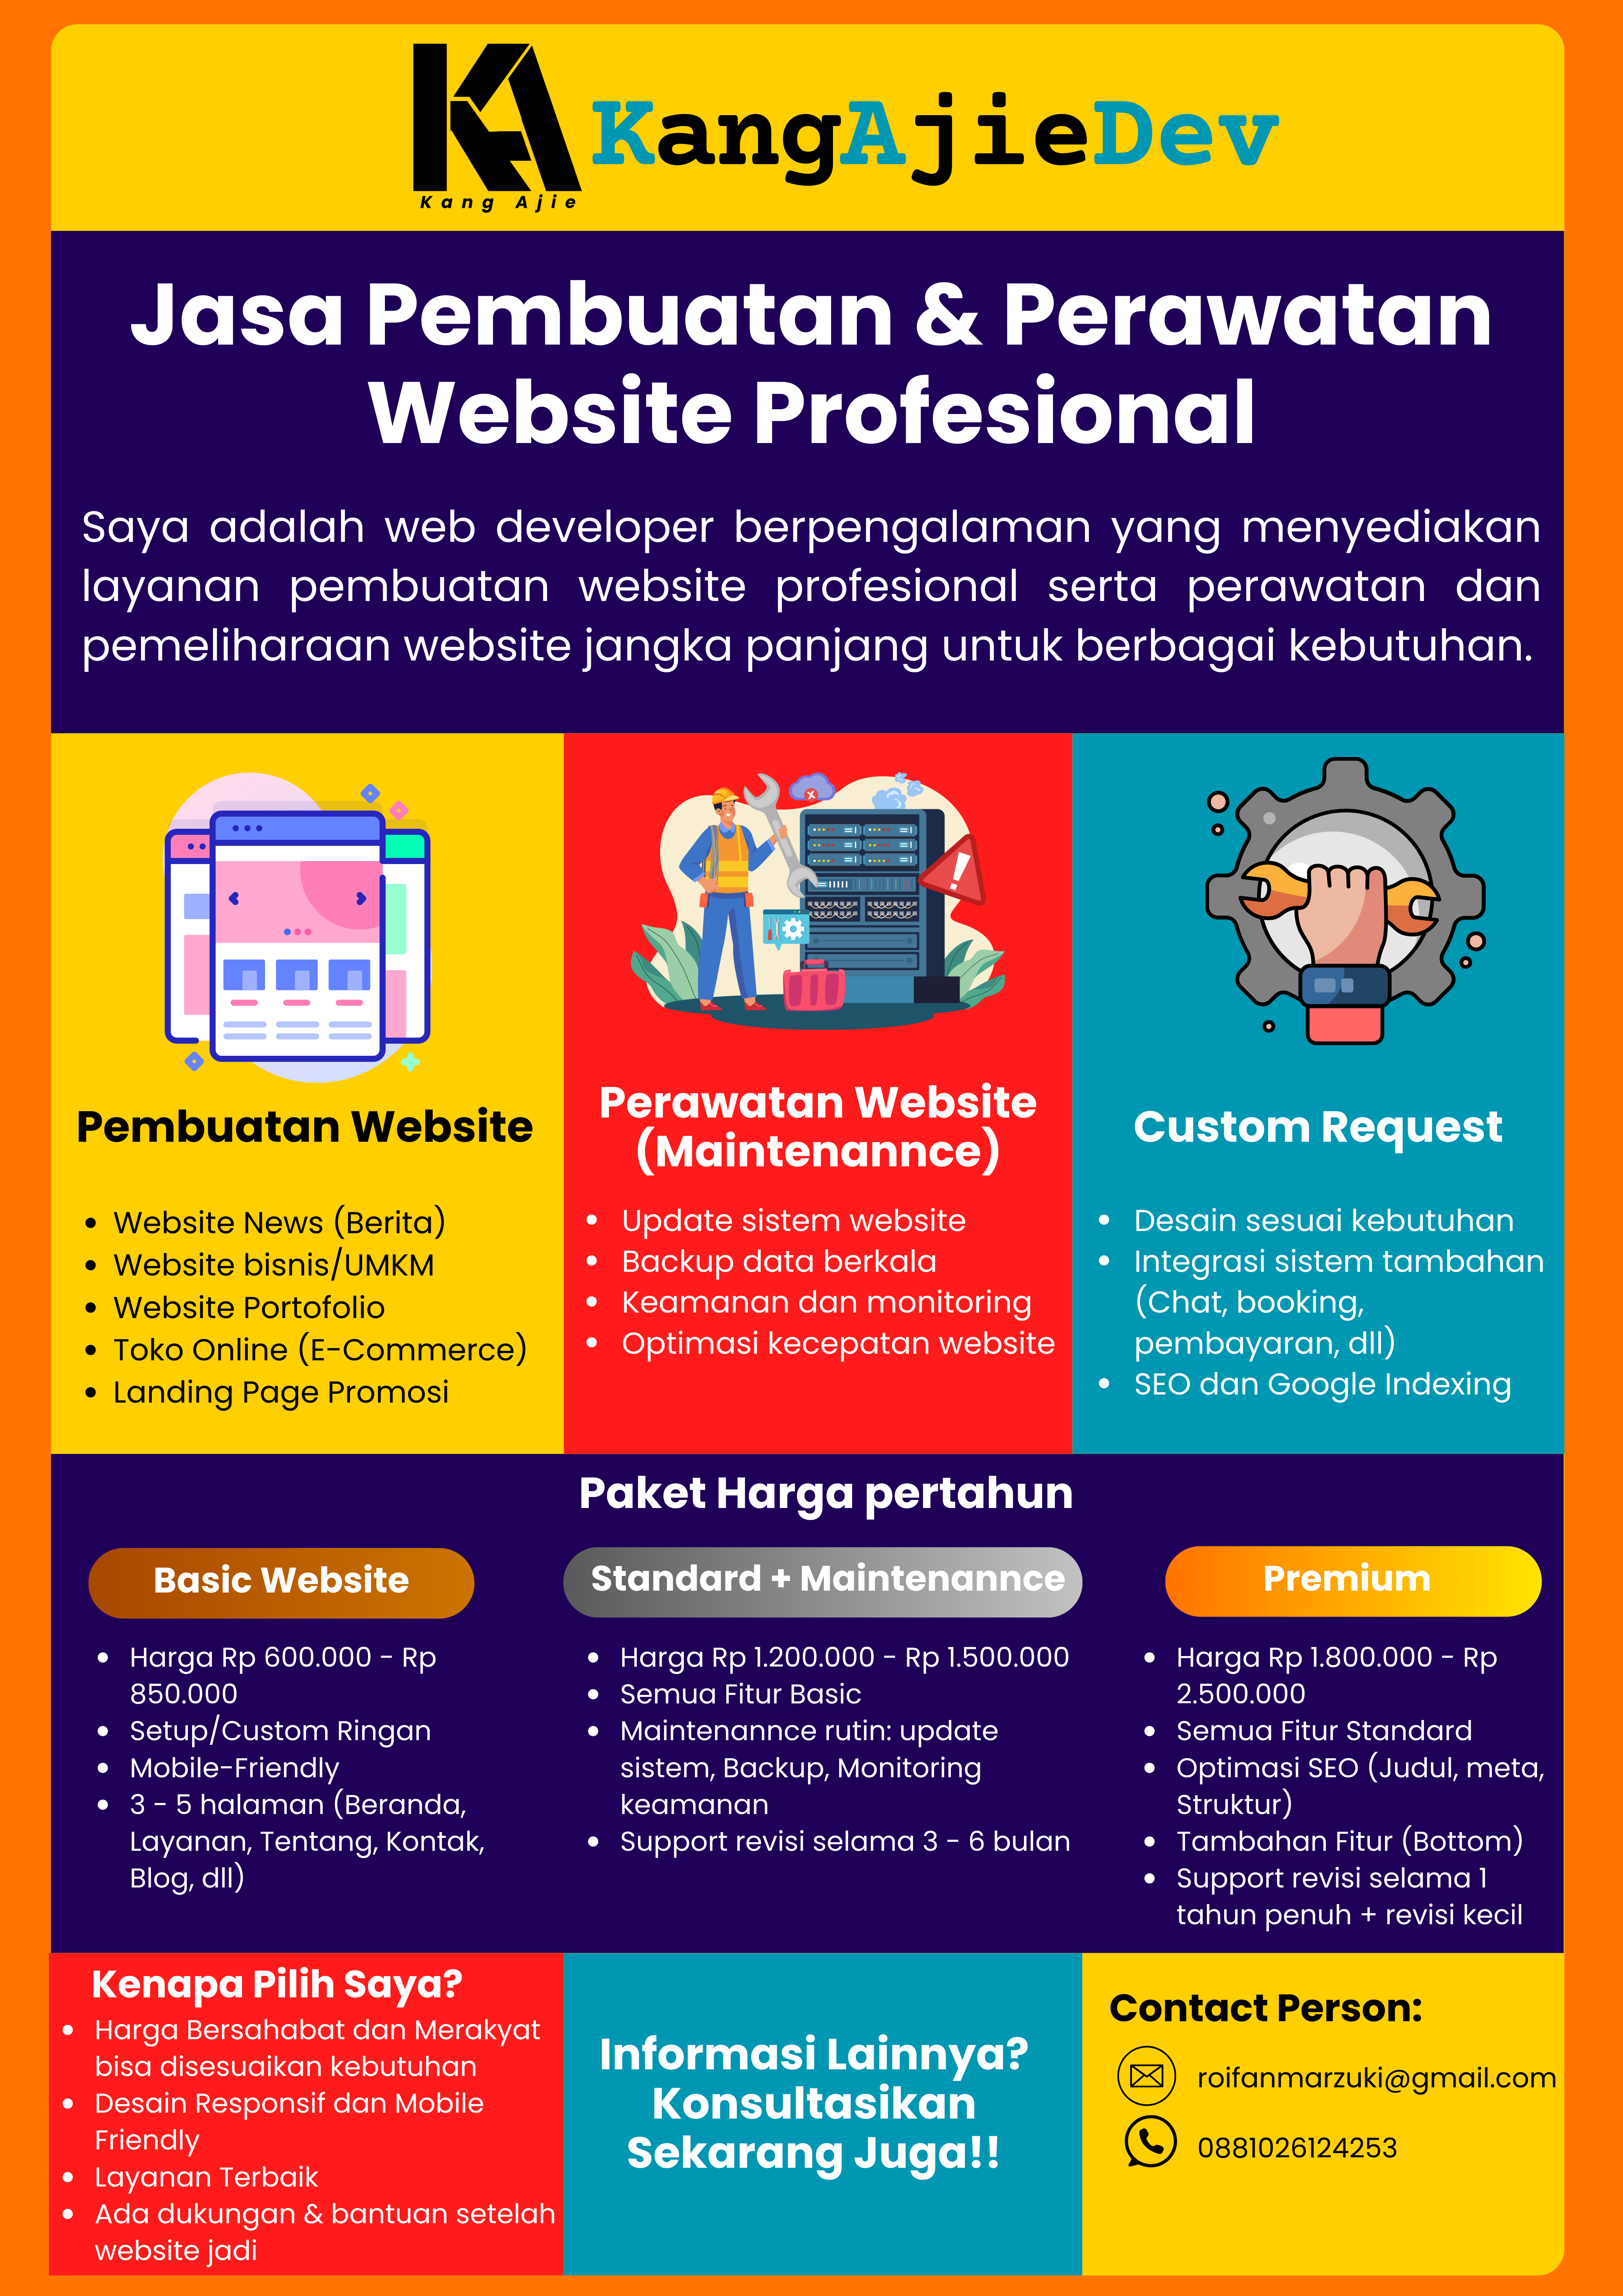 Kang Ajie
KangAjieDev
Jasa Pembuatan & Perawatan
Website Profesional
Saya adalah web developer berpengalaman yang menyediakan
layanan pembuatan website profesional serta perawatan dan
pemeliharaan website jangka panjang untuk berbagai kebutuhan.
Pembuatan Website
• Website News (Berita)
• Website bisnis/UMKM
• Website Portofolio
• Toko Online (E-Commerce)
• Landing Page Promosi
Perawatan Website
(Maintenannce)
• Update sistem website
• Backup data berkala
• Keamanan dan monitoring
• Optimasi kecepatan website
Custom Request
• Desain sesuai kebutuhan
• Integrasi sistem tambahan
(Chat, booking,
pembayaran, dll)
• SEO dan Google Indexing
Paket Harga pertahun
Basic Website
• Harga Rp 600.000 - Rp
850.000
• Setup/Custom Ringan
• Mobile-Friendly
• 3 - 5 halaman (Beranda,
Layanan, Tentang, Kontak,
Blog, dll)
Standard + Maintenannce
• Harga Rp 1.200.000 - Rp 1.500.000
• Semua Fitur Basic
• Maintenannce rutin: update
sistem, Backup, Monitoring
keamanan
• Support revisi selama 3 - 6 bulan
Premium
• Harga Rp 1.800.000 - Rp
2.500.000
• Semua Fitur Standard
• Optimasi SEO (Judul, meta,
Struktur)
• Tambahan Fitur (Bottom)
• Support revisi selama 1
tahun penuh + revisi kecil
Kenapa Pilih Saya?
• Harga Bersahabat dan Merakyat
bisa disesuaikan kebutuhan
• Desain Responsif dan Mobile
Friendly
• Layanan Terbaik
• Ada dukungan & bantuan setelah
website jadi
Informasi Lainnya?
Konsultasikan
Sekarang Juga!!
Contact Person:
roifanmarzuki@gmail.com
0881026124253